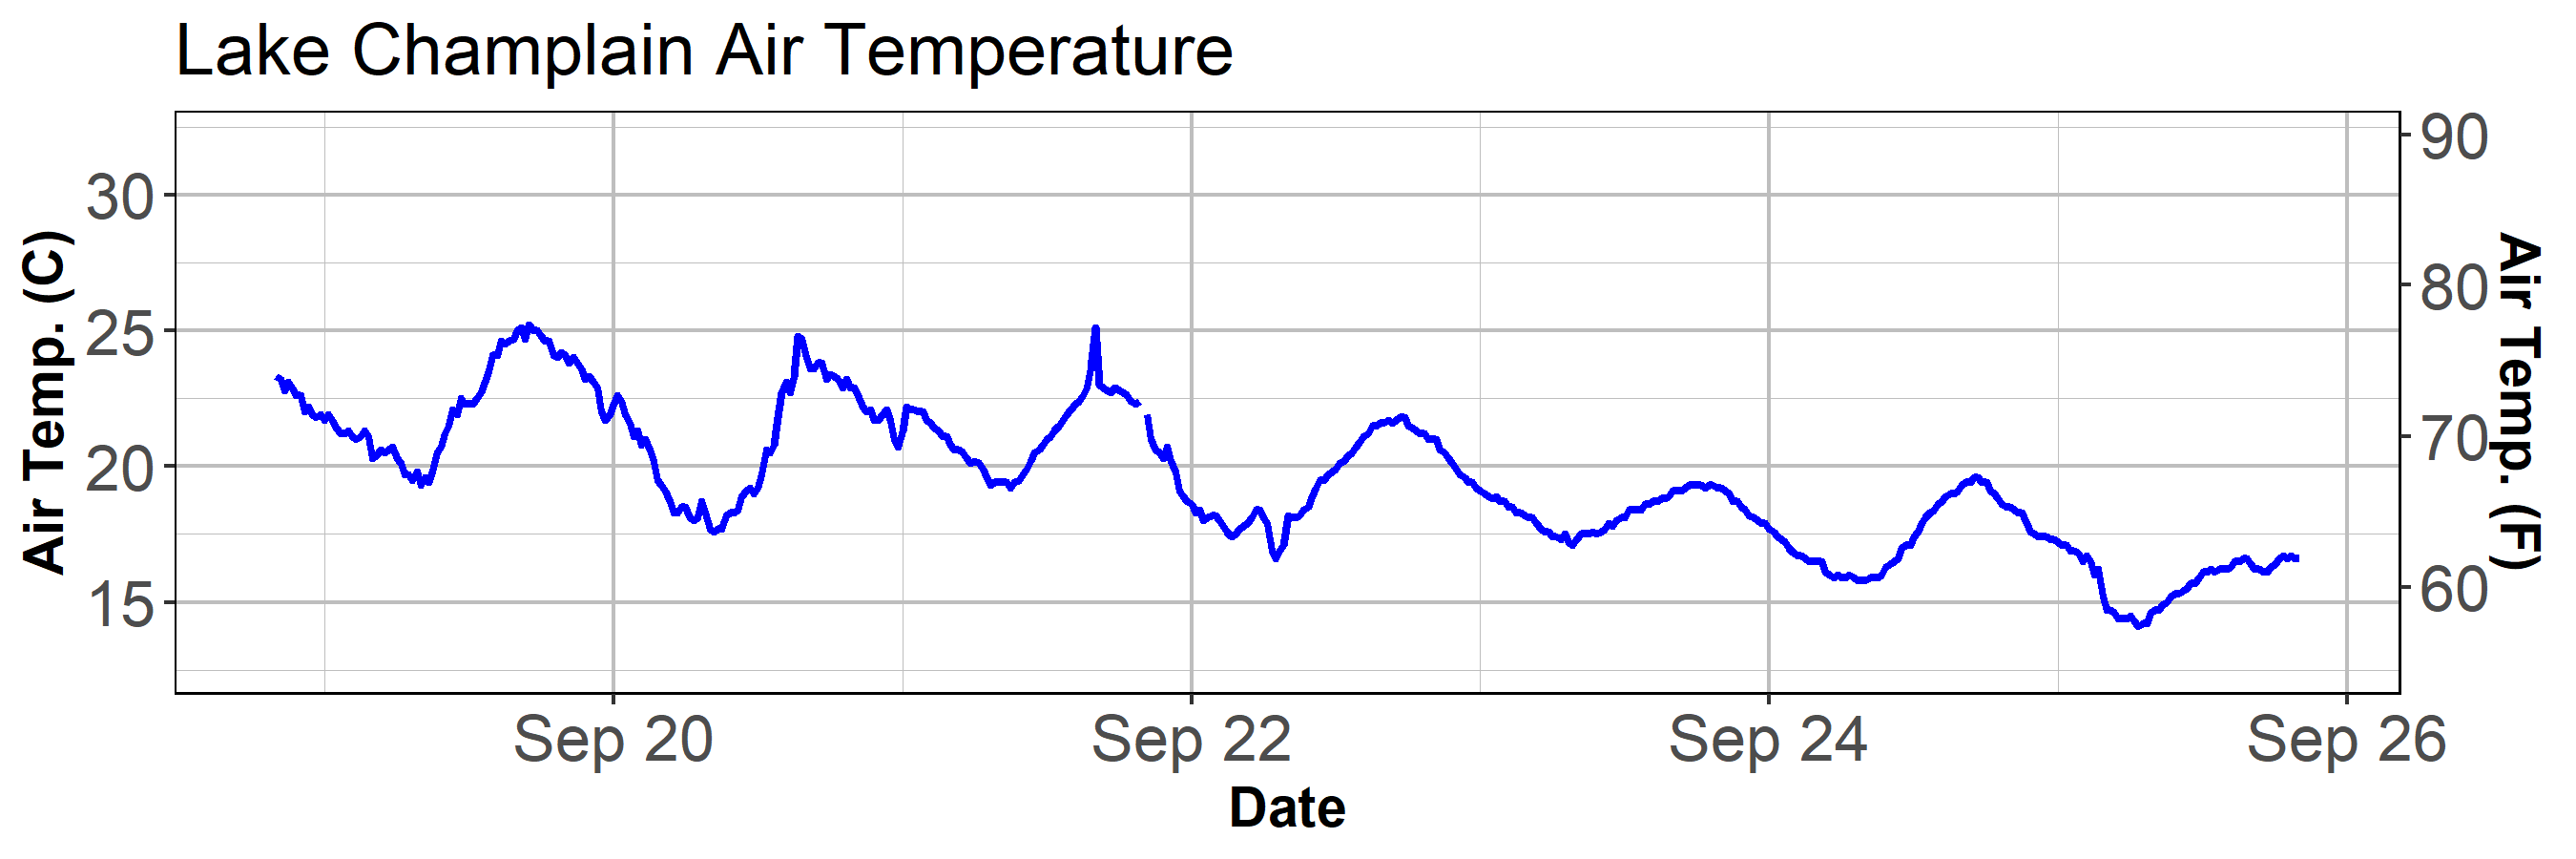 Lake Champlain Air Temperature
Air Temp. (C)
30
25
20
15
90
80
70
60
Air Temp. (F)
Sep 20
Sep 22
Sep 24
Sep 26
Date